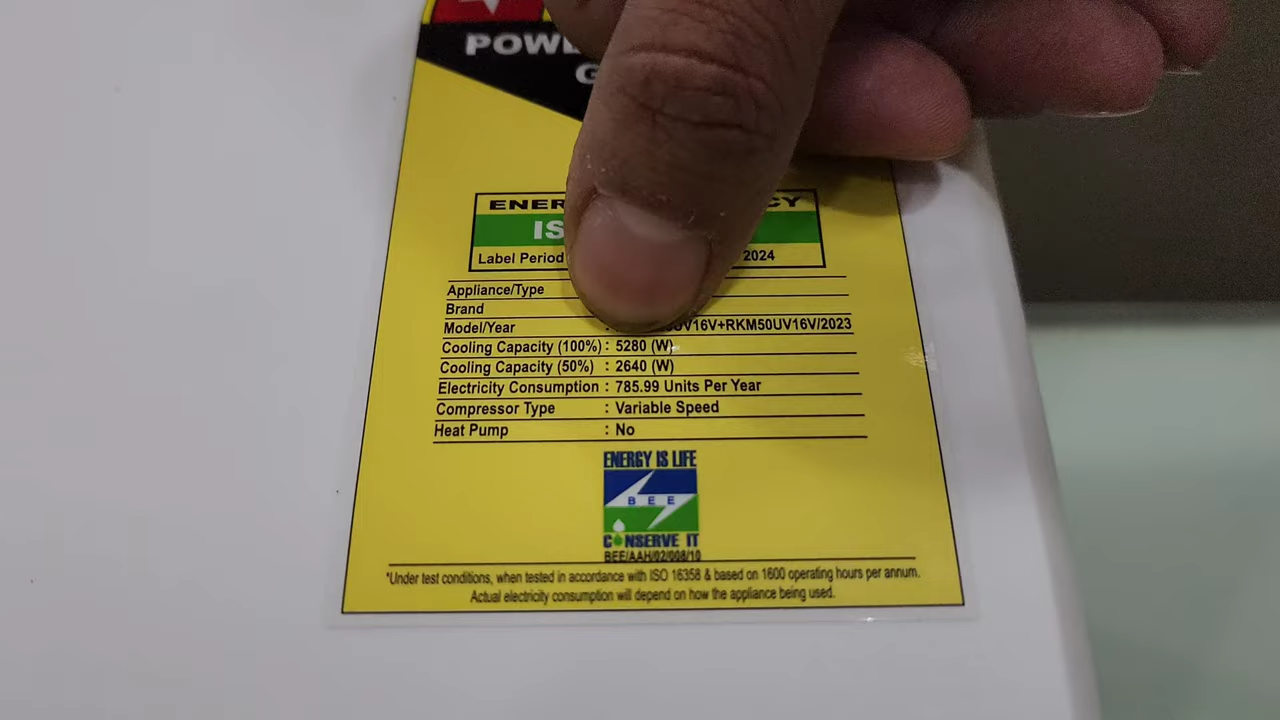 Label Period 2024
Appliance/Type
Brand
Model/Year : V16V+RKM50UV16V/2023
Cooling Capacity (100%) : 5280 (W)
Cooling Capacity (50%) : 2640 (W)
Electricity Consumption : 785.99 Units Per Year
Compressor Type : Variable Speed
Heat Pump : No
ENERGY IS LIFE
BEE
CONSERVE IT
BEE/AAH/02/008/10
*Under test conditions, when tested in accordance with ISO 16358 & based on 1600 operating hours per annum.
Actual electricity consumption will depend on how the appliance being used.